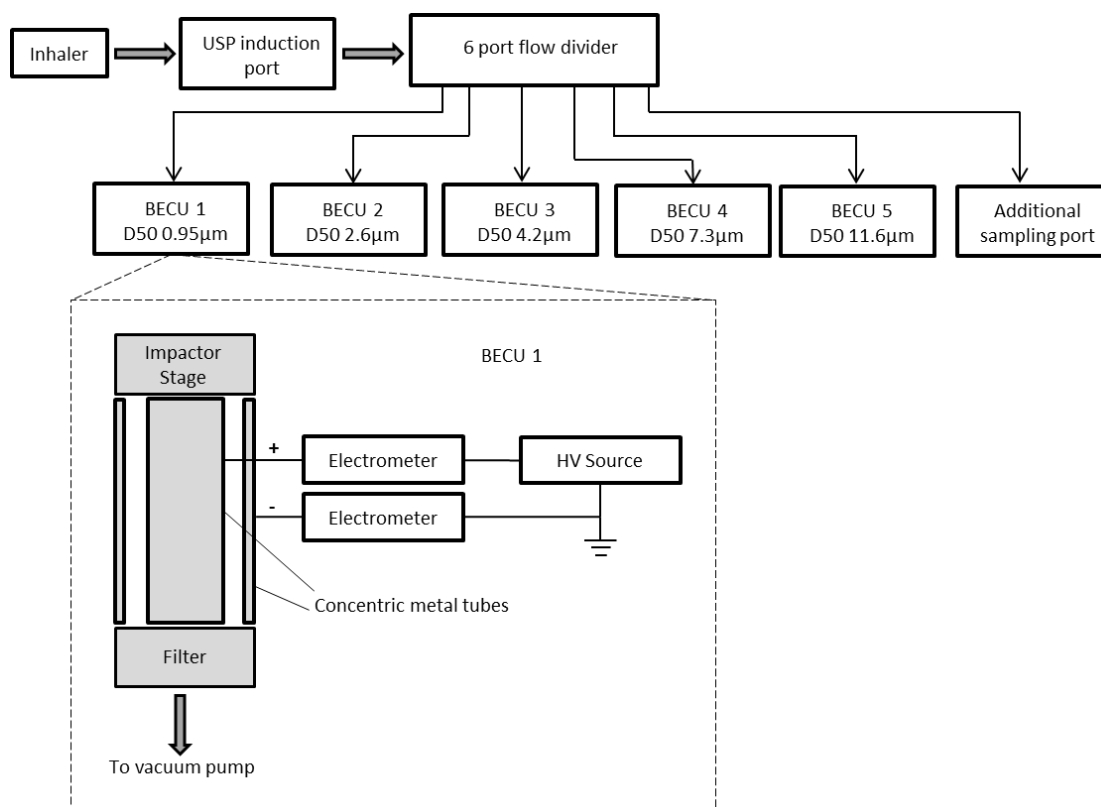 Inhaler
USP induction
port
6 port flow divider
BECU 1
D50 0.95µm
BECU 2
D50 2.6µm
BECU 3
D50 4.2µm
BECU 4
D50 7.3µm
BECU 5
D50 11.6µm
Additional
sampling port
Impactor
Stage
BECU 1
+
Electrometer
HV Source
-
Electrometer
Concentric metal tubes
Filter
To vacuum pump